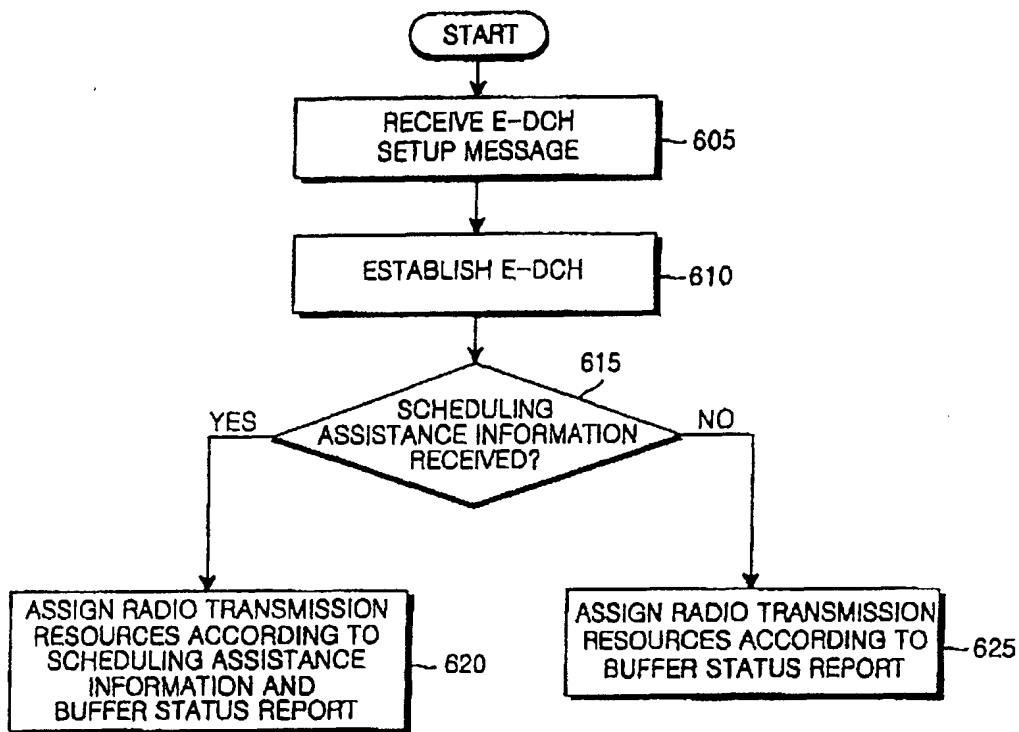 START
RECEIVE E-DCH
SETUP MESSAGE
605
ESTABLISH E-DCH
610
615
SCHEDULING
ASSISTANCE INFORMATION
RECEIVED?
YES
NO
ASSIGN RADIO TRANSMISSION
RESOURCES ACCORDING TO
SCHEDULING ASSISTANCE
INFORMATION AND
BUFFER STATUS REPORT
620
ASSIGN RADIO TRANSMISSION
RESOURCES ACCORDING TO
BUFFER STATUS REPORT
625